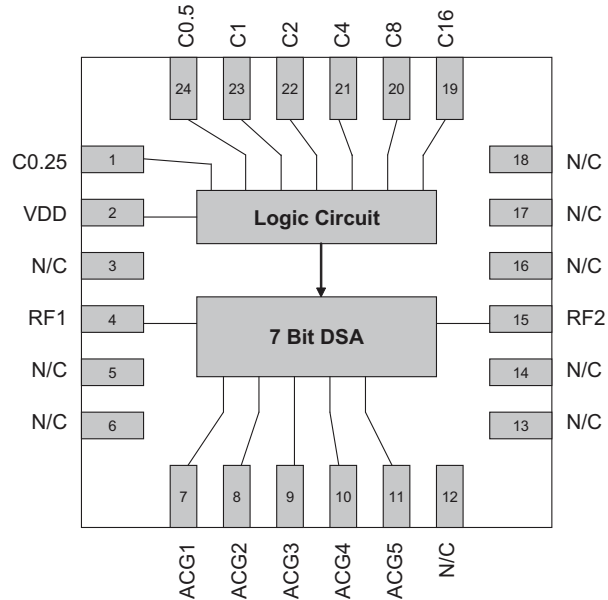 C0.5 C1 C2 C4 C8 C16
24 23 22 21 20 19
C0.25 1 18 N/C
VDD 2 Logic Circuit 17 N/C
N/C 3 16 N/C
RF1 4 7 Bit DSA 15 RF2
N/C 5 14 N/C
N/C 6 13 N/C
7 8 9 10 11 12
ACG1 ACG2 ACG3 ACG4 ACG5 N/C